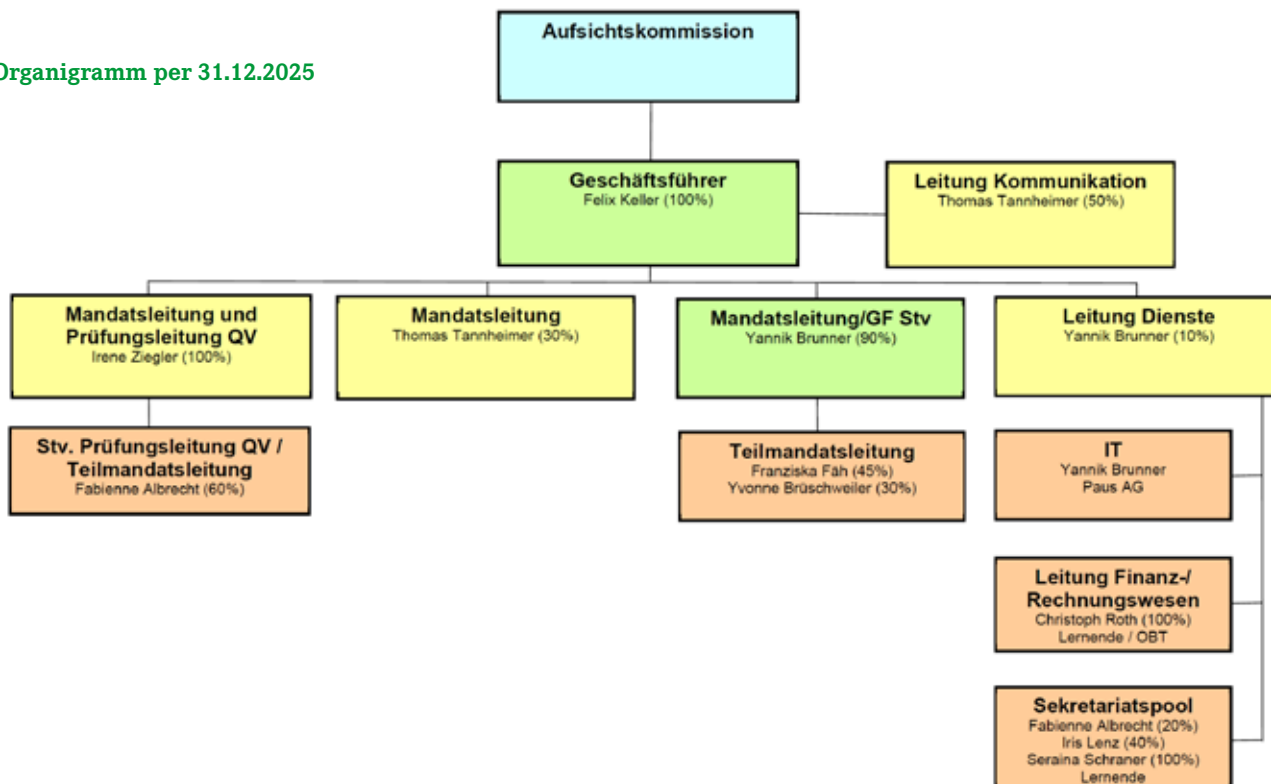 Aufsichtskommission
Organigramm per 31.12.2025
Geschäftsführer
Felix Keller (100%)
Leitung Kommunikation
Thomas Tannheimer (50%)
Mandatsleitung und
Prüfungsleitung QV
Irene Ziegler (100%)
Mandatsleitung
Thomas Tannheimer (30%)
Mandatsleitung/GF Stv
Yannik Brunner (90%)
Leitung Dienste
Yannik Brunner (10%)
Stv. Prüfungsleitung QV /
Teilmandatsleitung
Fabienne Albrecht (60%)
Teilmandatsleitung
Franziska Fäh (45%)
Yvonne Brüschweiler (30%)
IT
Yannik Brunner
Paus AG
Leitung Finanz-/
Rechnungswesen
Christoph Roth (100%)
Lernende / OBT
Sekretariatspool
Fabienne Albrecht (20%)
Iris Lenz (40%)
Seraina Schraner (100%)
Lernende